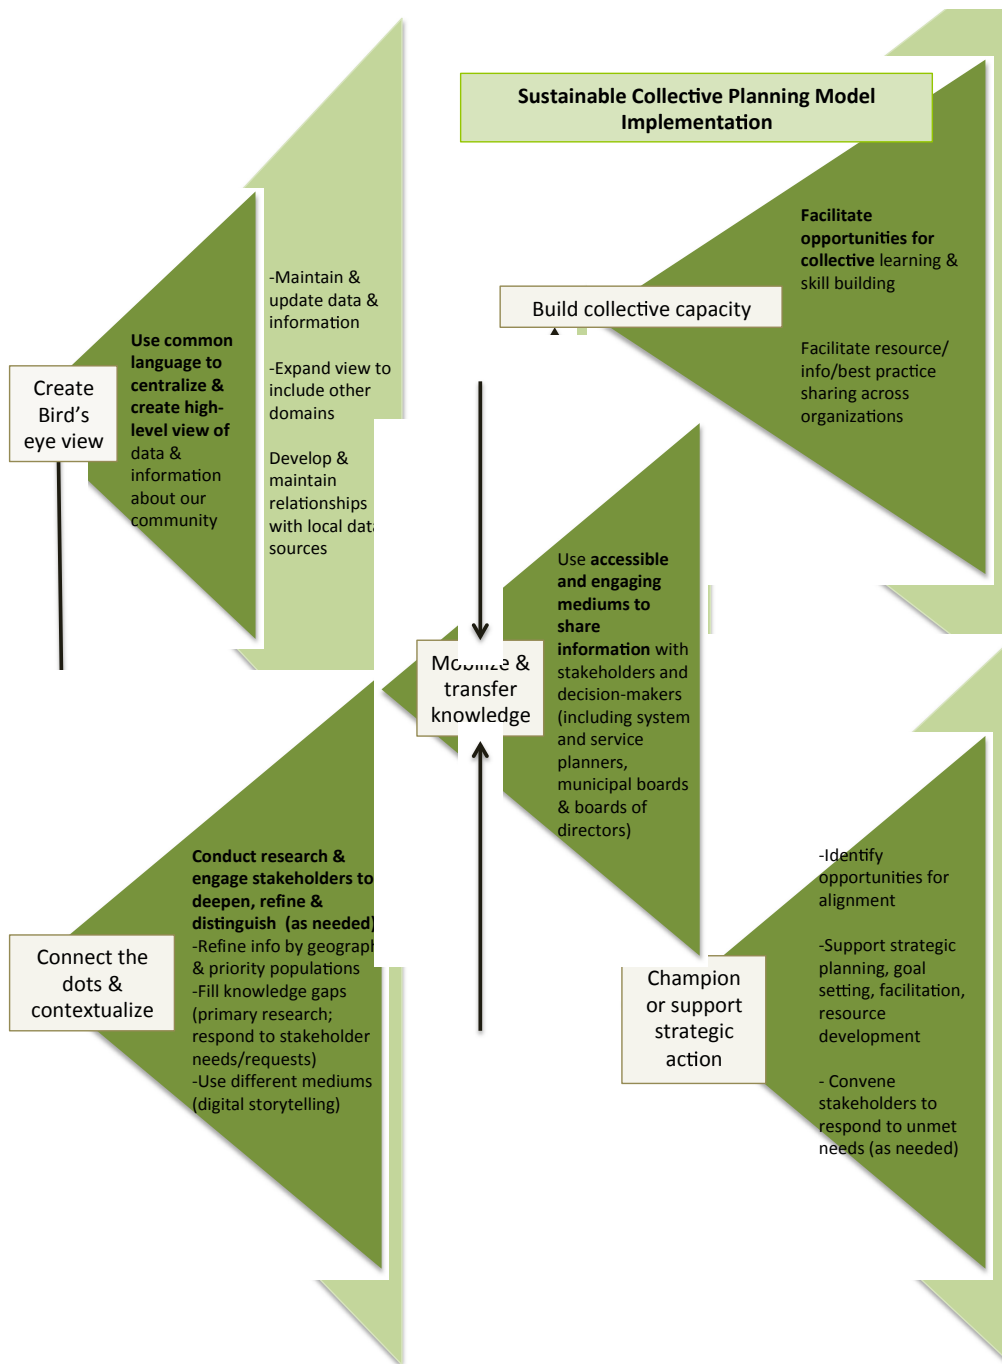 Sustainable Collective Planning Model
Implementation
Create
Bird's
eye view
Use common
language to
centralize &
create high-
level view of
data &
information
about our
community
-Maintain &
update data &
information
-Expand view to
include other
domains
Develop &
maintain
relationships
with local data
sources
Build collective capacity
Facilitate
opportunities for
collective learning &
skill building
Facilitate resource/
info/best practice
sharing across
organizations
Mobilize &
transfer
knowledge
Use accessible
and engaging
mediums to
share
information with
stakeholders and
decision-makers
(including system
and service
planners,
municipal boards
& boards of
directors)
Connect the
dots &
contextualize
Conduct research &
engage stakeholders to
deepen, refine &
distinguish (as needed)
-Refine info by geograph
& priority populations
-Fill knowledge gaps
(primary research;
respond to stakeholder
needs/requests)
-Use different mediums
(digital storytelling)
Champion
or support
strategic
action
-Identify
opportunities for
alignment
-Support strategic
planning, goal
setting, facilitation,
resource
development
- Convene
stakeholders to
respond to unmet
needs (as needed)